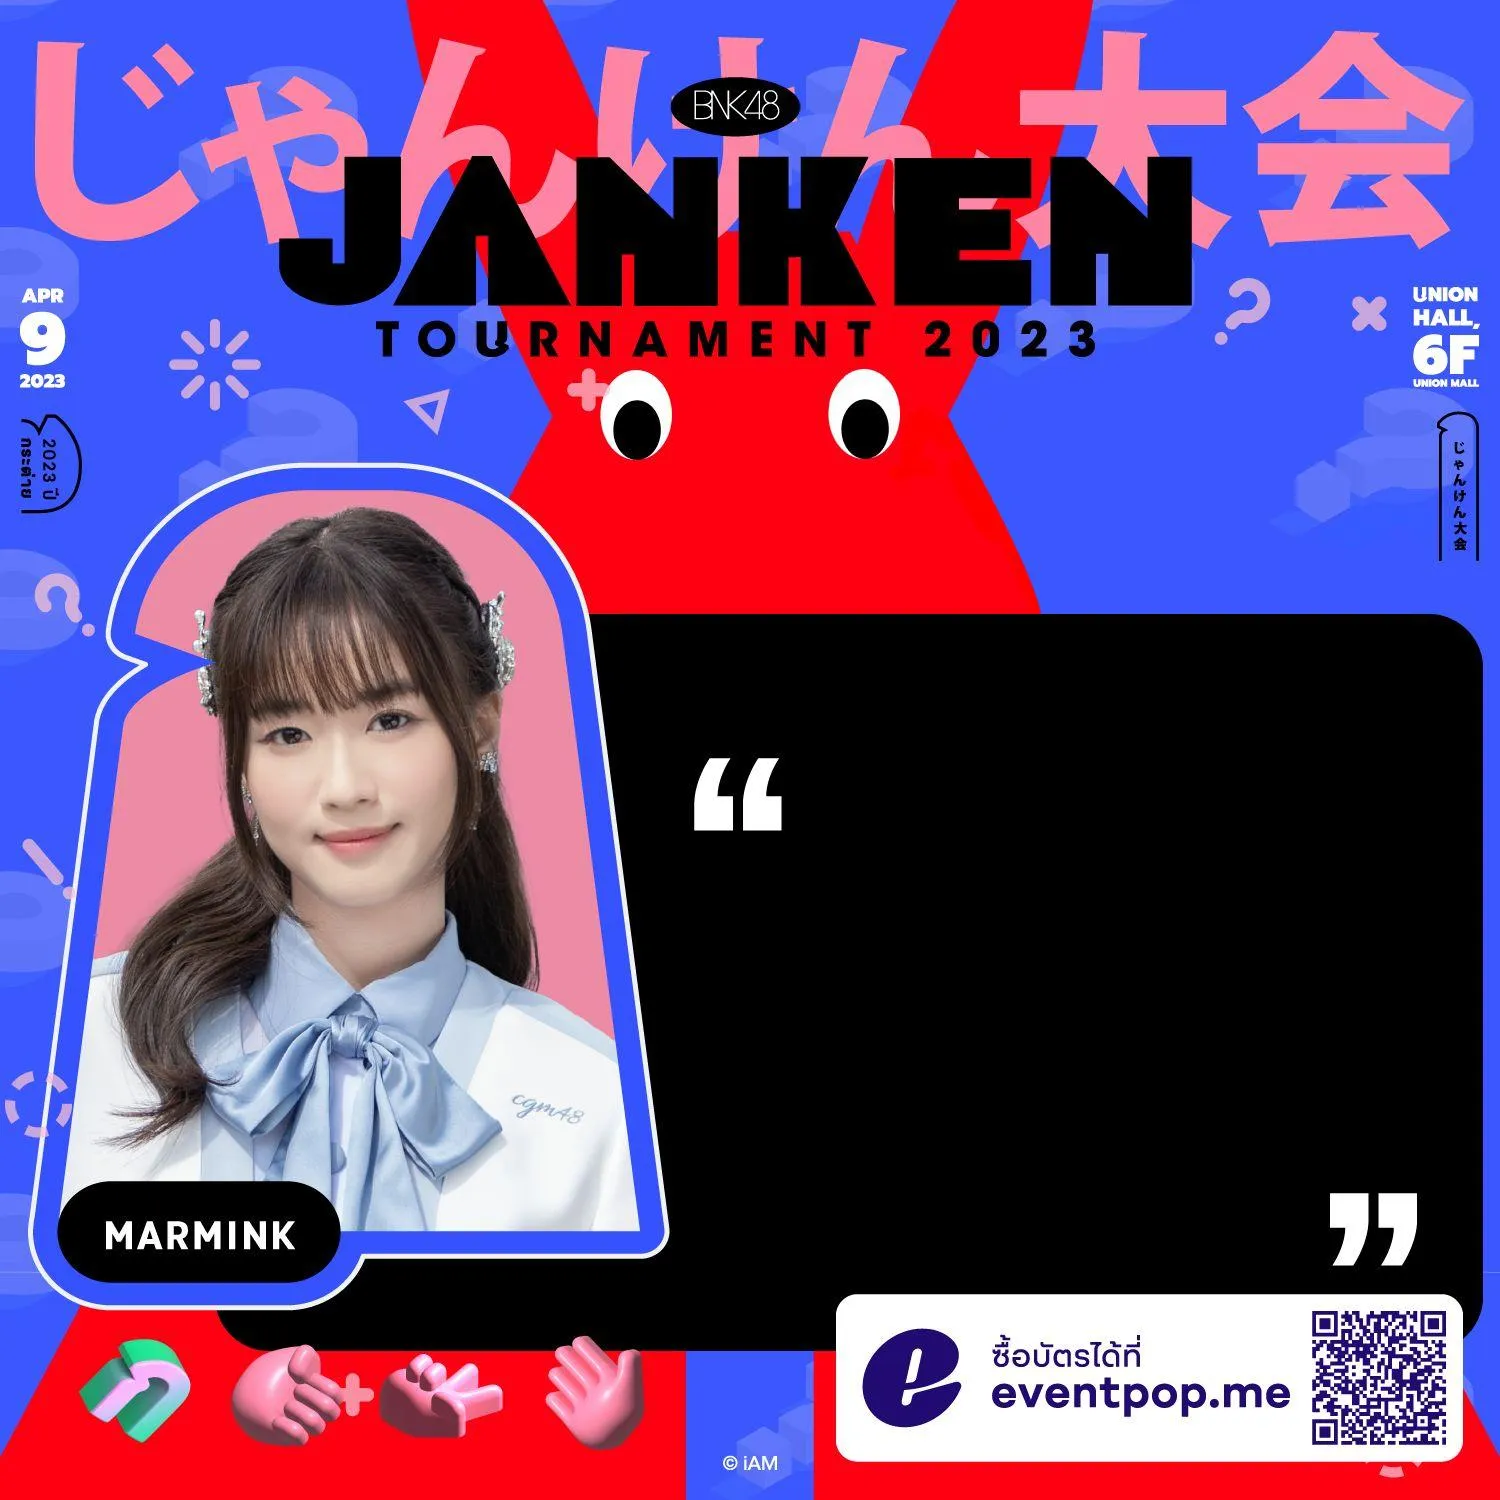 じゃんけん大会
BNK48
JANKEN
TOURNAMENT 2023
APR
9
2023
2023 ปี
กระต่าย
UNION
HALL,
6F
UNION MALL
じゃんけん大会
“
cgm48
MARMINK
”
ซื้อบัตรได้ที่
eventpop.me
© iAM